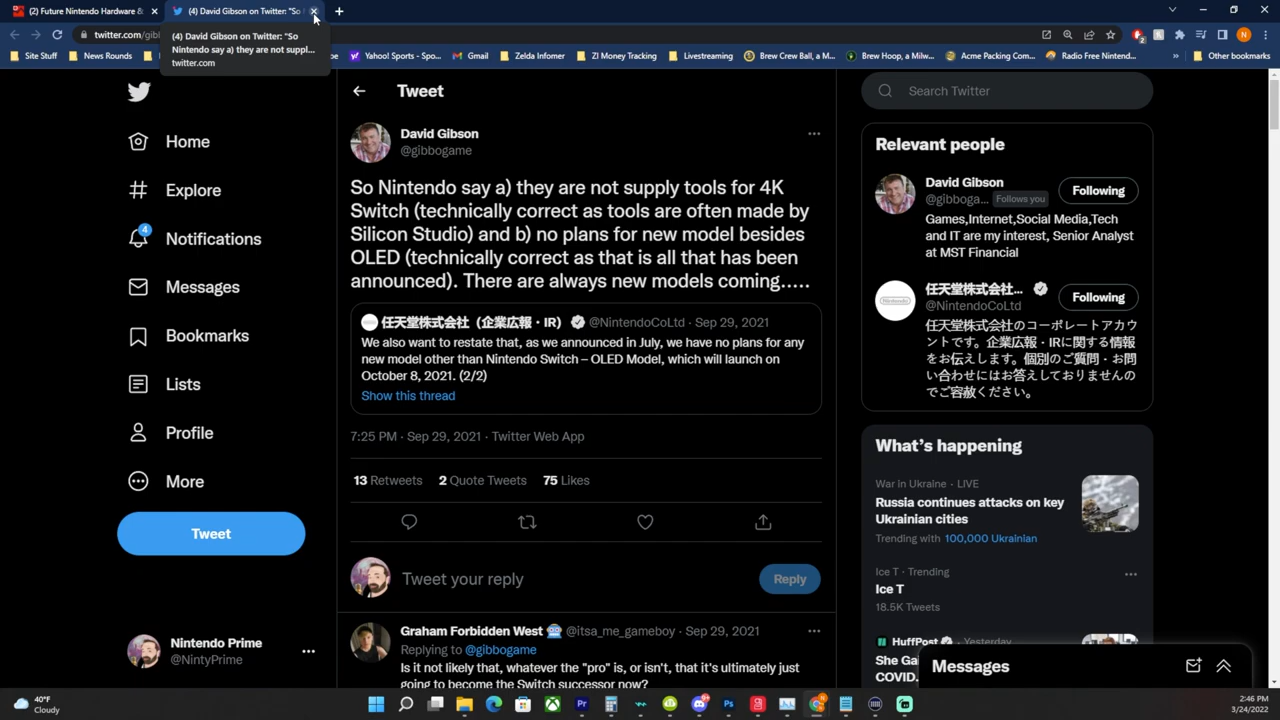 (2) Future Nintendo Hardware &
(4) David Gibson on Twitter: "So
twitter.com/gib
(4) David Gibson on Twitter: "So
Nintendo say a) they are not suppl...
twitter.com
Site Stuff
News Rounds
Yahoo! Sports - Spo...
Gmail
Zelda Infomer
ZI Money Tracking
Livestreaming
Brew Crew Ball, a M...
Brew Hoop, a Milw...
Acme Packing Com...
Radio Free Nintend...
Other bookmarks
Home
Explore
4
Notifications
Messages
Bookmarks
Lists
Profile
More
Tweet
Nintendo Prime
@NintyPrime
Tweet
David Gibson
@gibbogame
So Nintendo say a) they are not supply tools for 4K
Switch (technically correct as tools are often made by
Silicon Studio) and b) no plans for new model besides
OLED (technically correct as that is all that has been
announced). There are always new models coming.....
任天堂株式会社（企業広報・IR） @NintendoCoLtd · Sep 29, 2021
We also want to restate that, as we announced in July, we have no plans for any
new model other than Nintendo Switch – OLED Model, which will launch on
October 8, 2021. (2/2)
Show this thread
7:25 PM · Sep 29, 2021 · Twitter Web App
13 Retweets 2 Quote Tweets 75 Likes
Tweet your reply
Reply
Graham Forbidden West @itsa_me_gameboy · Sep 29, 2021
Replying to @gibbogame
Is it not likely that, whatever the "pro" is, or isn't, that it's ultimately just
going to become the Switch successor now?
Search Twitter
Relevant people
David Gibson
@gibboga... Follows you
Following
Games,Internet,Social Media,Tech
and IT are my interest, Senior Analyst
at MST Financial
任天堂株式会社...
@NintendoCoLtd
Following
任天堂株式会社のコーポレートアカウ
ントです。企業広報・IRに関する情報
をお伝えします。個別のご質問・お問
い合わせにはお答えしておりませんの
でご容赦ください。
What's happening
War in Ukraine · LIVE
Russia continues attacks on key
Ukrainian cities
Trending with 100,000 Ukrainian
Ice T · Trending
Ice T
18.5K Tweets
HuffPost Yesterday
She Ga
COVID.
Messages
40°F
Cloudy
2:46 PM
3/24/2022